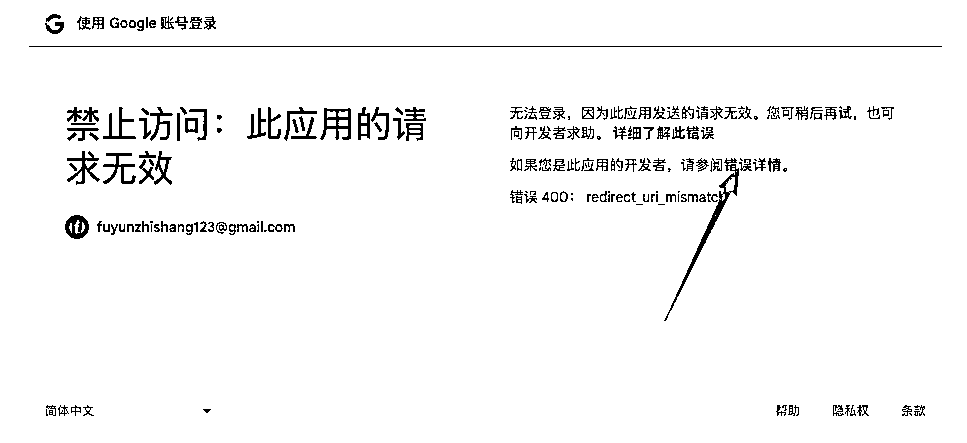 使用 Google 账号登录
禁止访问：此应用的请
求无效
fuyunzhishang123@gmail.com
无法登录，因为此应用发送的请求无效。您可稍后再试，也可
向开发者求助。详细了解此错误
如果您是此应用的开发者，请参阅错误详情。
错误 400： redirect_uri_mismatch
简体中文
帮助 隐私权 条款